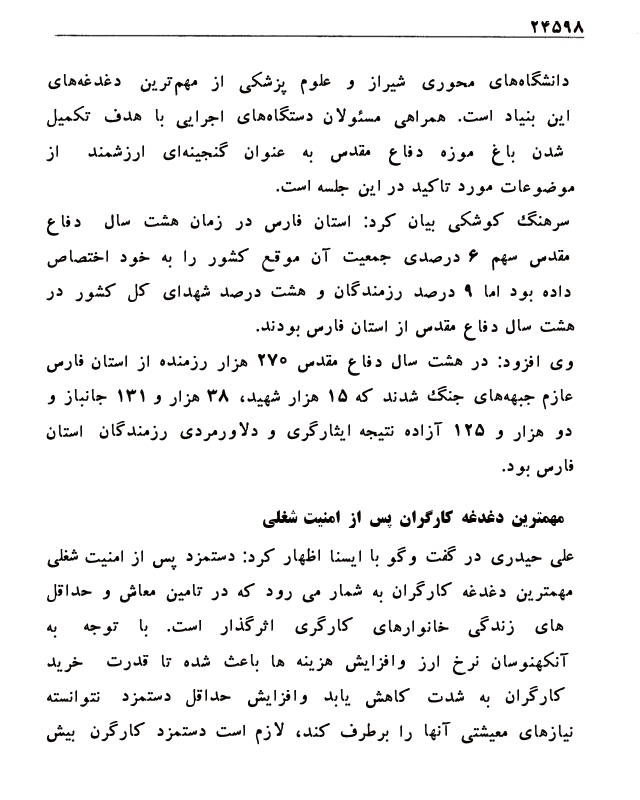 ۲۴۵۹۸
دانشگاه‌های محوری شیراز و علوم پزشکی از مهم‌ترین دغدغه‌های
این بنیاد است. همراهی مسئولان دستگاه‌های اجرایی با هدف تکمیل
شدن باغ موزه دفاع مقدس به عنوان گنجینه‌ای ارزشمند از
موضوعات مورد تاکید در این جلسه است.
سرهنگ کوشکی بیان کرد: استان فارس در زمان هشت سال دفاع
مقدس سهم ۶ درصدی جمعیت آن موقع کشور را به خود اختصاص
داده بود اما ۹ درصد رزمندگان و هشت درصد شهدای کل کشور در
هشت سال دفاع مقدس از استان فارس بودند.
وی افزود: در هشت سال دفاع مقدس ۲۷۰ هزار رزمنده از استان فارس
عازم جبهه‌های جنگ شدند که ۱۵ هزار شهید، ۳۸ هزار و ۱۳۱ جانباز و
دو هزار و ۱۲۵ آزاده نتیجه ایثارگری و دلاورمردی رزمندگان استان
فارس بود.
مهمترین دغدغه کارگران پس از امنیت شغلی
علی حیدری در گفت وگو با ایسنا اظهار کرد: دستمزد پس از امنیت شغلی
مهمترین دغدغه کارگران به شمار می رود که در تامین معاش و حداقل
های زندگی خانوارهای کارگری اثرگذار است. با توجه به
آنکهنوسان نرخ ارز وافزایش هزینه ها باعث شده تا قدرت خرید
کارگران به شدت کاهش یابد وافزایش حداقل دستمزد نتوانسته
نیازهای معیشتی آنها را برطرف کند، لازم است دستمزد کارگرن بیش